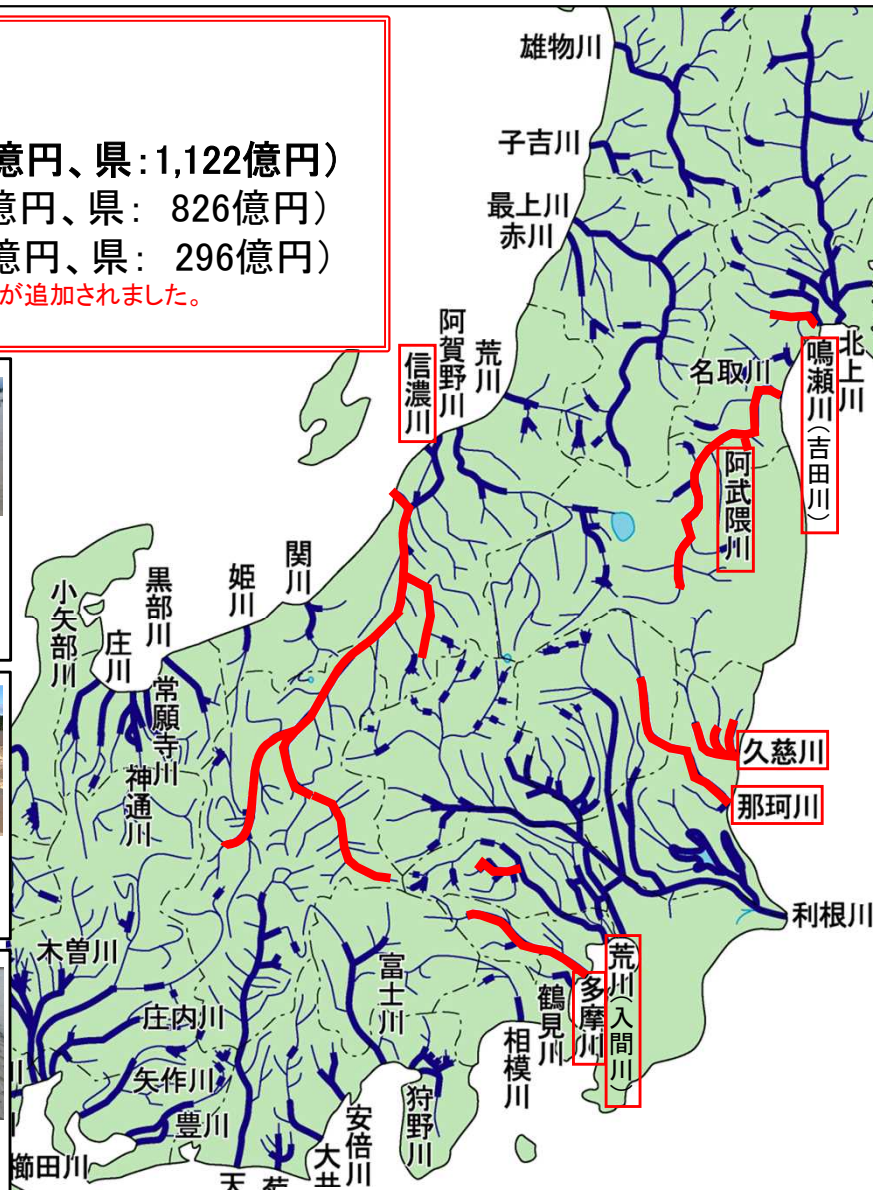 億円、県：1,122億円）
億円、県： 826億円）
億円、県： 296億円）
が追加されました。
雄物川
子吉川
最上川
赤川
荒川
阿賀野川
信濃川
名取川
鳴瀬川（吉田川）
北上川
阿武隈川
関川
姫川
黒部川
小矢部川
庄川
常願寺川
神通川
久慈川
那珂川
利根川
木曽川
庄内川
矢作川
豊川
櫛田川
富士川
荒川（入間川）
多摩川
鶴見川
相模川
狩野川
安倍川
大井
天
川